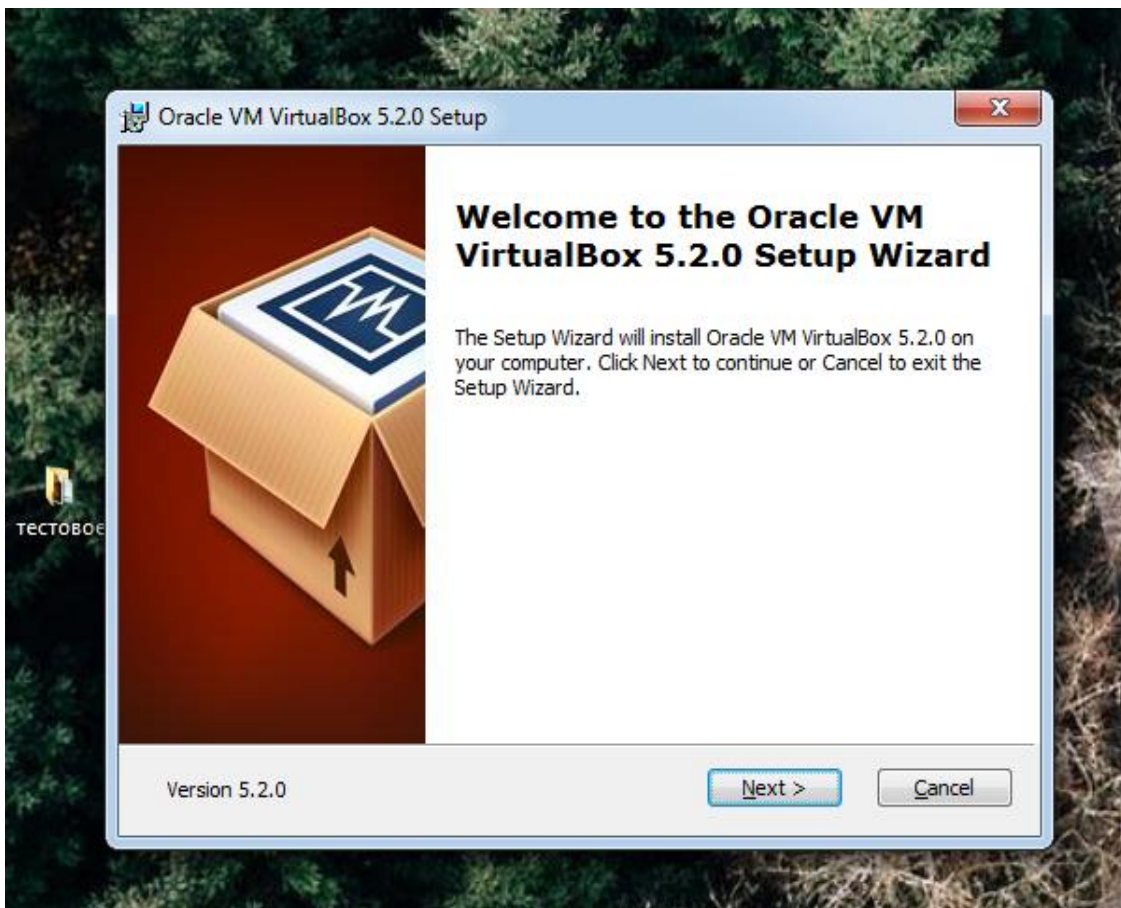 Oracle VM VirtualBox 5.2.0 Setup
Welcome to the Oracle VM
VirtualBox 5.2.0 Setup Wizard
The Setup Wizard will install Oracle VM VirtualBox 5.2.0 on
your computer. Click Next to continue or Cancel to exit the
Setup Wizard.
тестовое
Version 5.2.0
Next >
Cancel